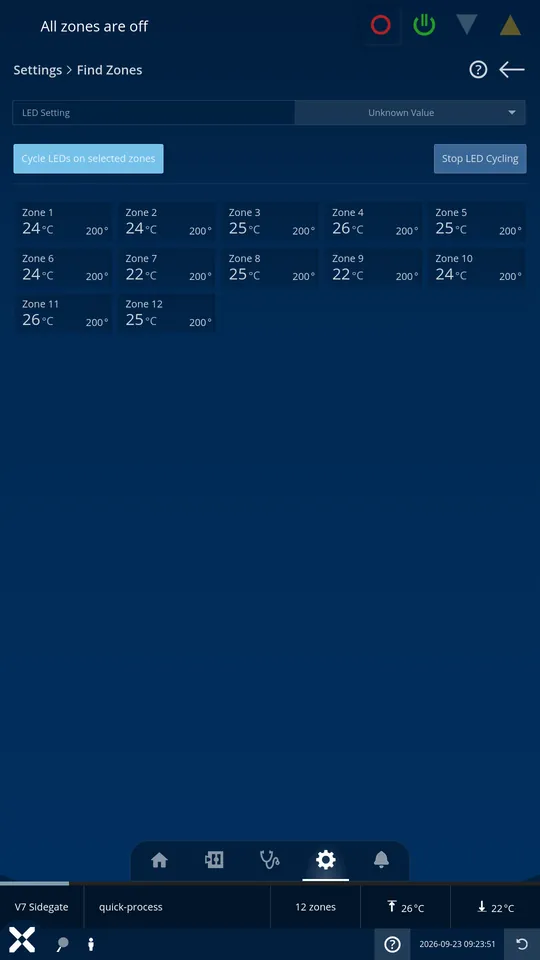 All zones are off
Settings > Find Zones
LED Setting Unknown Value
Cycle LEDs on selected zones Stop LED Cycling
Zone 1 Zone 2 Zone 3 Zone 4 Zone 5
24 °C 200° 24 °C 200° 25 °C 200° 26 °C 200° 25 °C 200°
Zone 6 Zone 7 Zone 8 Zone 9 Zone 10
24 °C 200° 22 °C 200° 25 °C 200° 22 °C 200° 24 °C 200°
Zone 11 Zone 12
26 °C 200° 25 °C 200°
V7 Sidegate quick-process 12 zones 26 °C 22 °C
2026-09-23 09:23:51